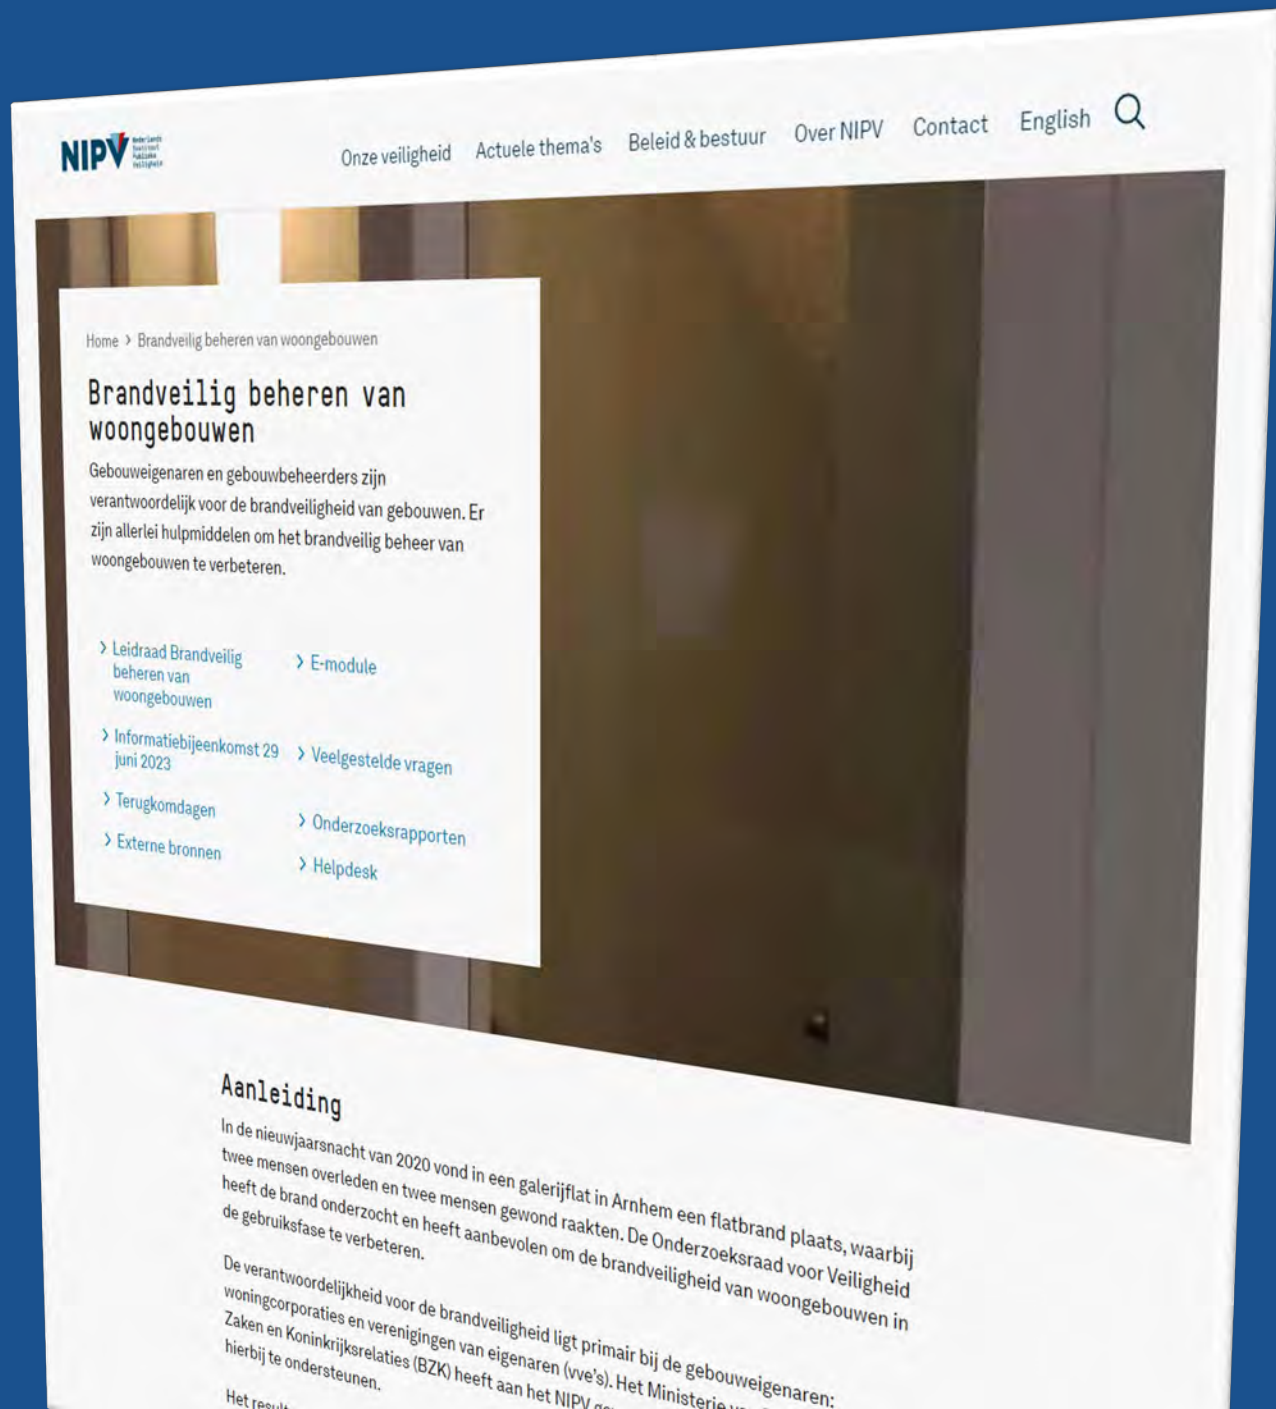 NIPV Nederlands Instituut Publieke Veiligheid
Onze veiligheid Actuele thema's Beleid & bestuur Over NIPV Contact English
Home > Brandveilig beheren van woongebouwen
Brandveilig beheren van
woongebouwen
Gebouweigenaren en gebouwbeheerders zijn
verantwoordelijk voor de brandveiligheid van gebouwen. Er
zijn allerlei hulpmiddelen om het brandveilig beheer van
woongebouwen te verbeteren.
> Leidraad Brandveilig
beheren van
woongebouwen
> E-module
> Informatiebijeenkomst 29
juni 2023
> Veelgestelde vragen
> Terugkomdagen
> Onderzoeksrapporten
> Externe bronnen
> Helpdesk
Aanleiding
In de nieuwjaarsnacht van 2020 vond in een galerijflat in Arnhem een flatbrand plaats, waarbij
twee mensen overleden en twee mensen gewond raakten. De Onderzoeksraad voor Veiligheid
heeft de brand onderzocht en heeft aanbevolen om de brandveiligheid van woongebouwen in
de gebruiksfase te verbeteren.
De verantwoordelijkheid voor de brandveiligheid ligt primair bij de gebouweigenaren:
woningcorporaties en verenigingen van eigenaren (vve's). Het Ministerie
Zaken en Koninkrijksrelaties (BZK) heeft aan het NIPV
hierbij te ondersteunen.
Het